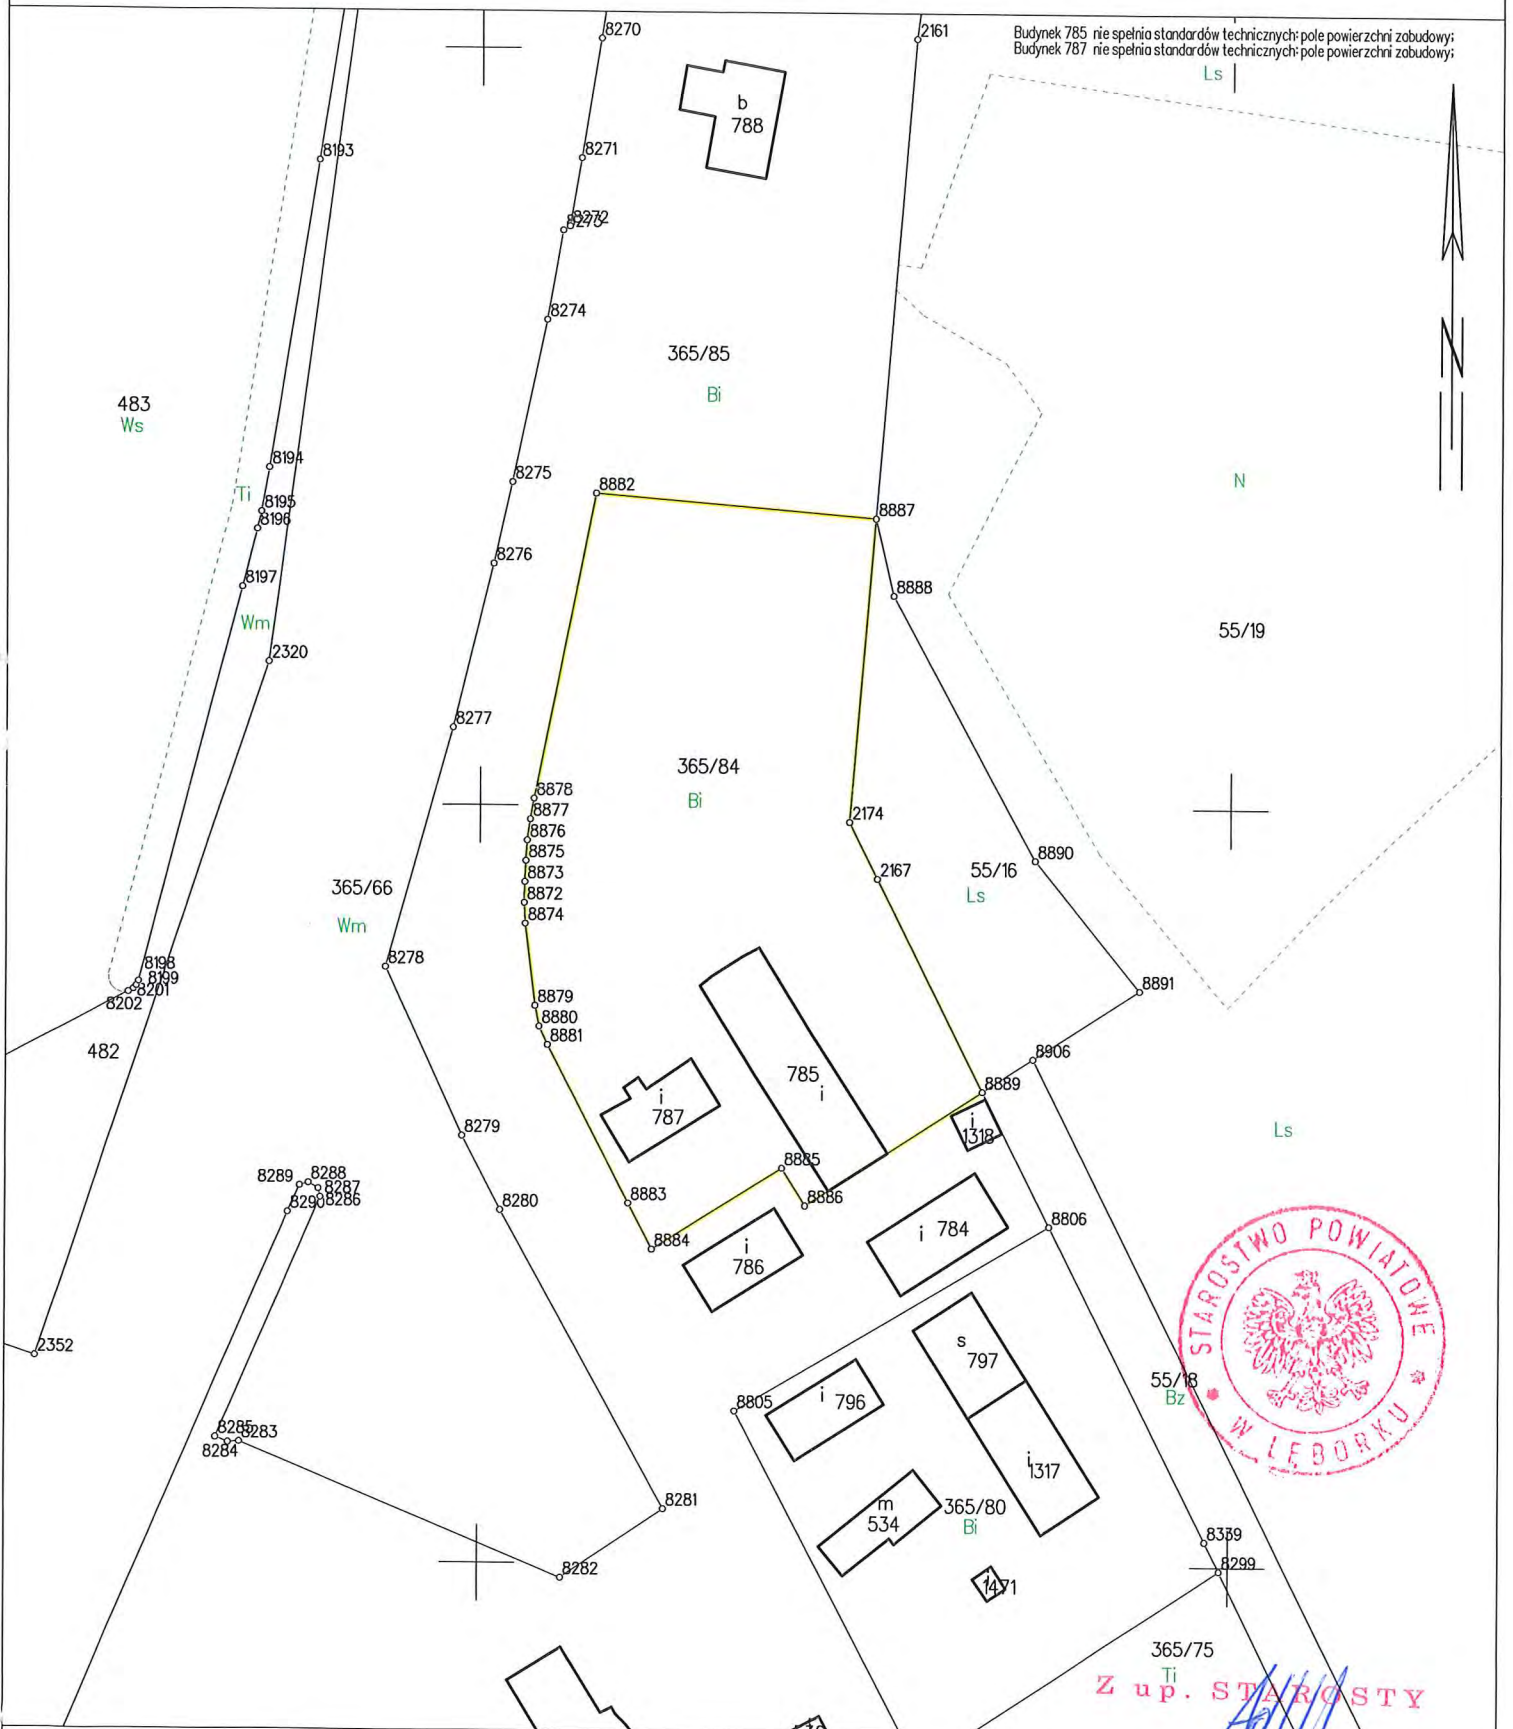 8270
2161
Budynek 785 nie spełnia standardów technicznych: pole powierzchni zabudowy;
Budynek 787 nie spełnia standardów technicznych: pole powierzchni zabudowy;
Ls
b
788
8193
8271
8272
8273
8274
365/85
Bi
483
Ws
N
8194
8275
8882
N
Ti
8195
8196
8887
8276
8197
8888
Wm
55/19
2320
8277
365/84
Bi
8878
8877
8876
8875
8873
8872
8874
2174
8890
2167
55/16
Ls
365/66
Wm
8278
8198
8199
8201
8202
8891
8879
8880
8881
482
8906
785
i
8889
i
787
i
1318
8279
Ls
8885
8289
8288
8287
8286
8290
8280
8883
8886
8884
i
786
i 784
8806
STAROSTWO POWIATOWE
W LĘBORKU
2352
s
797
55/18
Bz
8805
i
796
8285
8283
8284
i
1317
8281
m
534
365/80
Bi
8339
8282
8299
i
1471
365/75
Ti
Z up. STAROSTY